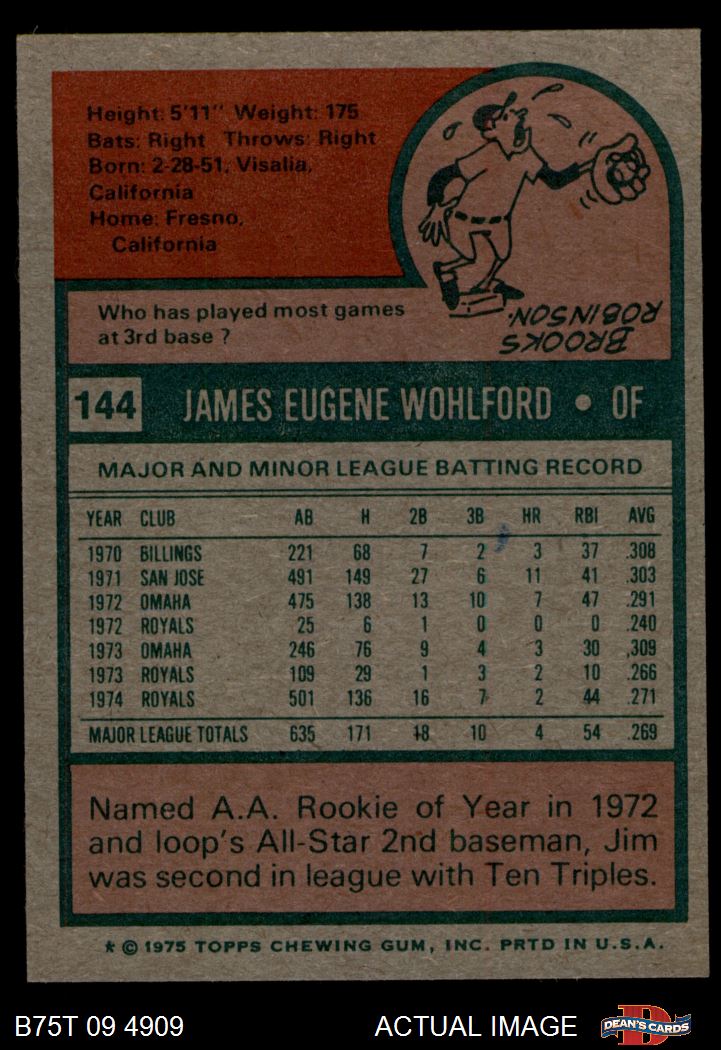 Height: 5'11" Weight: 175
Bats: Right Throws: Right
Born: 2-28-51, Visalia,
California
Home: Fresno,
California
Who has played most games
at 3rd base ?
BROOKS
ROBINSON.
144 JAMES EUGENE WOHLFORD • OF
MAJOR AND MINOR LEAGUE BATTING RECORD
YEAR CLUB AB H 2B 3B HR RBI AVG
1970 BILLINGS 221 68 7 2 3 37 .308
1971 SAN JOSE 491 149 27 6 11 41 .303
1972 OMAHA 475 138 13 10 7 47 .291
1972 ROYALS 25 6 1 0 0 0 .240
1973 OMAHA 246 76 9 4 3 30 ,309
1973 ROYALS 109 29 1 3 2 10 .266
1974 ROYALS 501 136 16 7 2 44 .271
MAJOR LEAGUE TOTALS 635 171 18 10 4 54 .269
Named A.A. Rookie of Year in 1972
and loop's All-Star 2nd baseman, Jim
was second in league with Ten Triples.
* © 1975 TOPPS CHEWING GUM, INC. PRTD IN U.S.A.
B75T 09 4909 ACTUAL IMAGE D DEAN'S CARDS